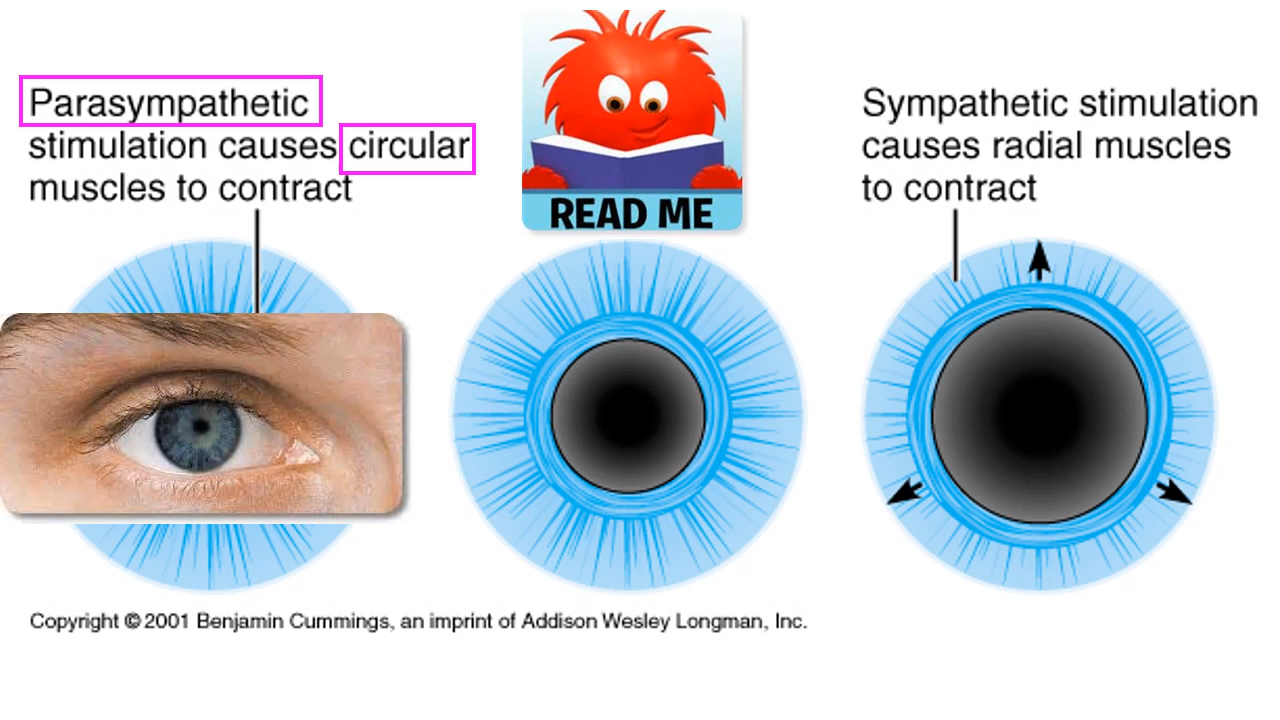 Parasympathetic
stimulation causes circular
muscles to contract
READ ME
Sympathetic stimulation
causes radial muscles
to contract
Copyright © 2001 Benjamin Cummings, an imprint of Addison Wesley Longman, Inc.